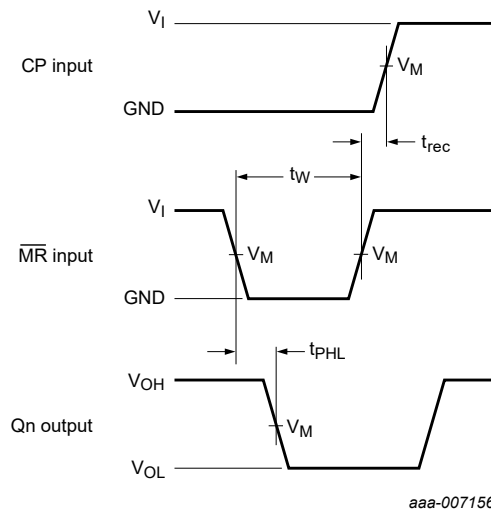 VI
CP input
VM
GND
trec
tW
VI
MR input
VM
VM
GND
tPHL
VOH
Qn output
VM
VOL
aaa-007156